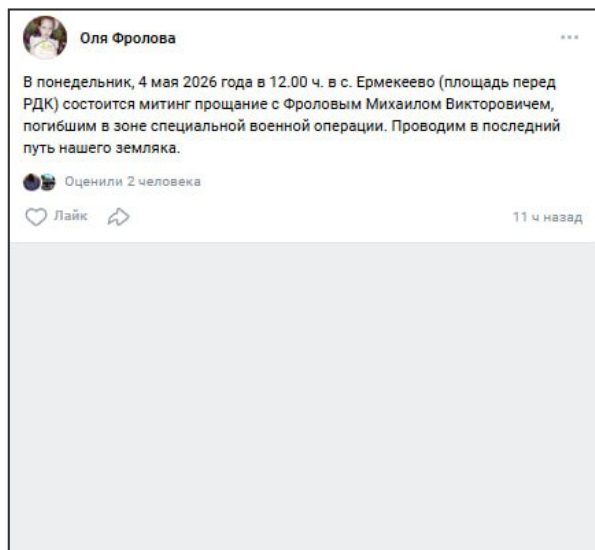 Оля Фролова
В понедельник, 4 мая 2026 года в 12.00 ч. в с. Ермекеево (площадь перед
РДК) состоится митинг прощание с Фроловым Михаилом Викторовичем,
погибшим в зоне специальной военной операции. Проводим в последний
путь нашего земляка.
Оценили 2 человека
Лайк
11 ч назад